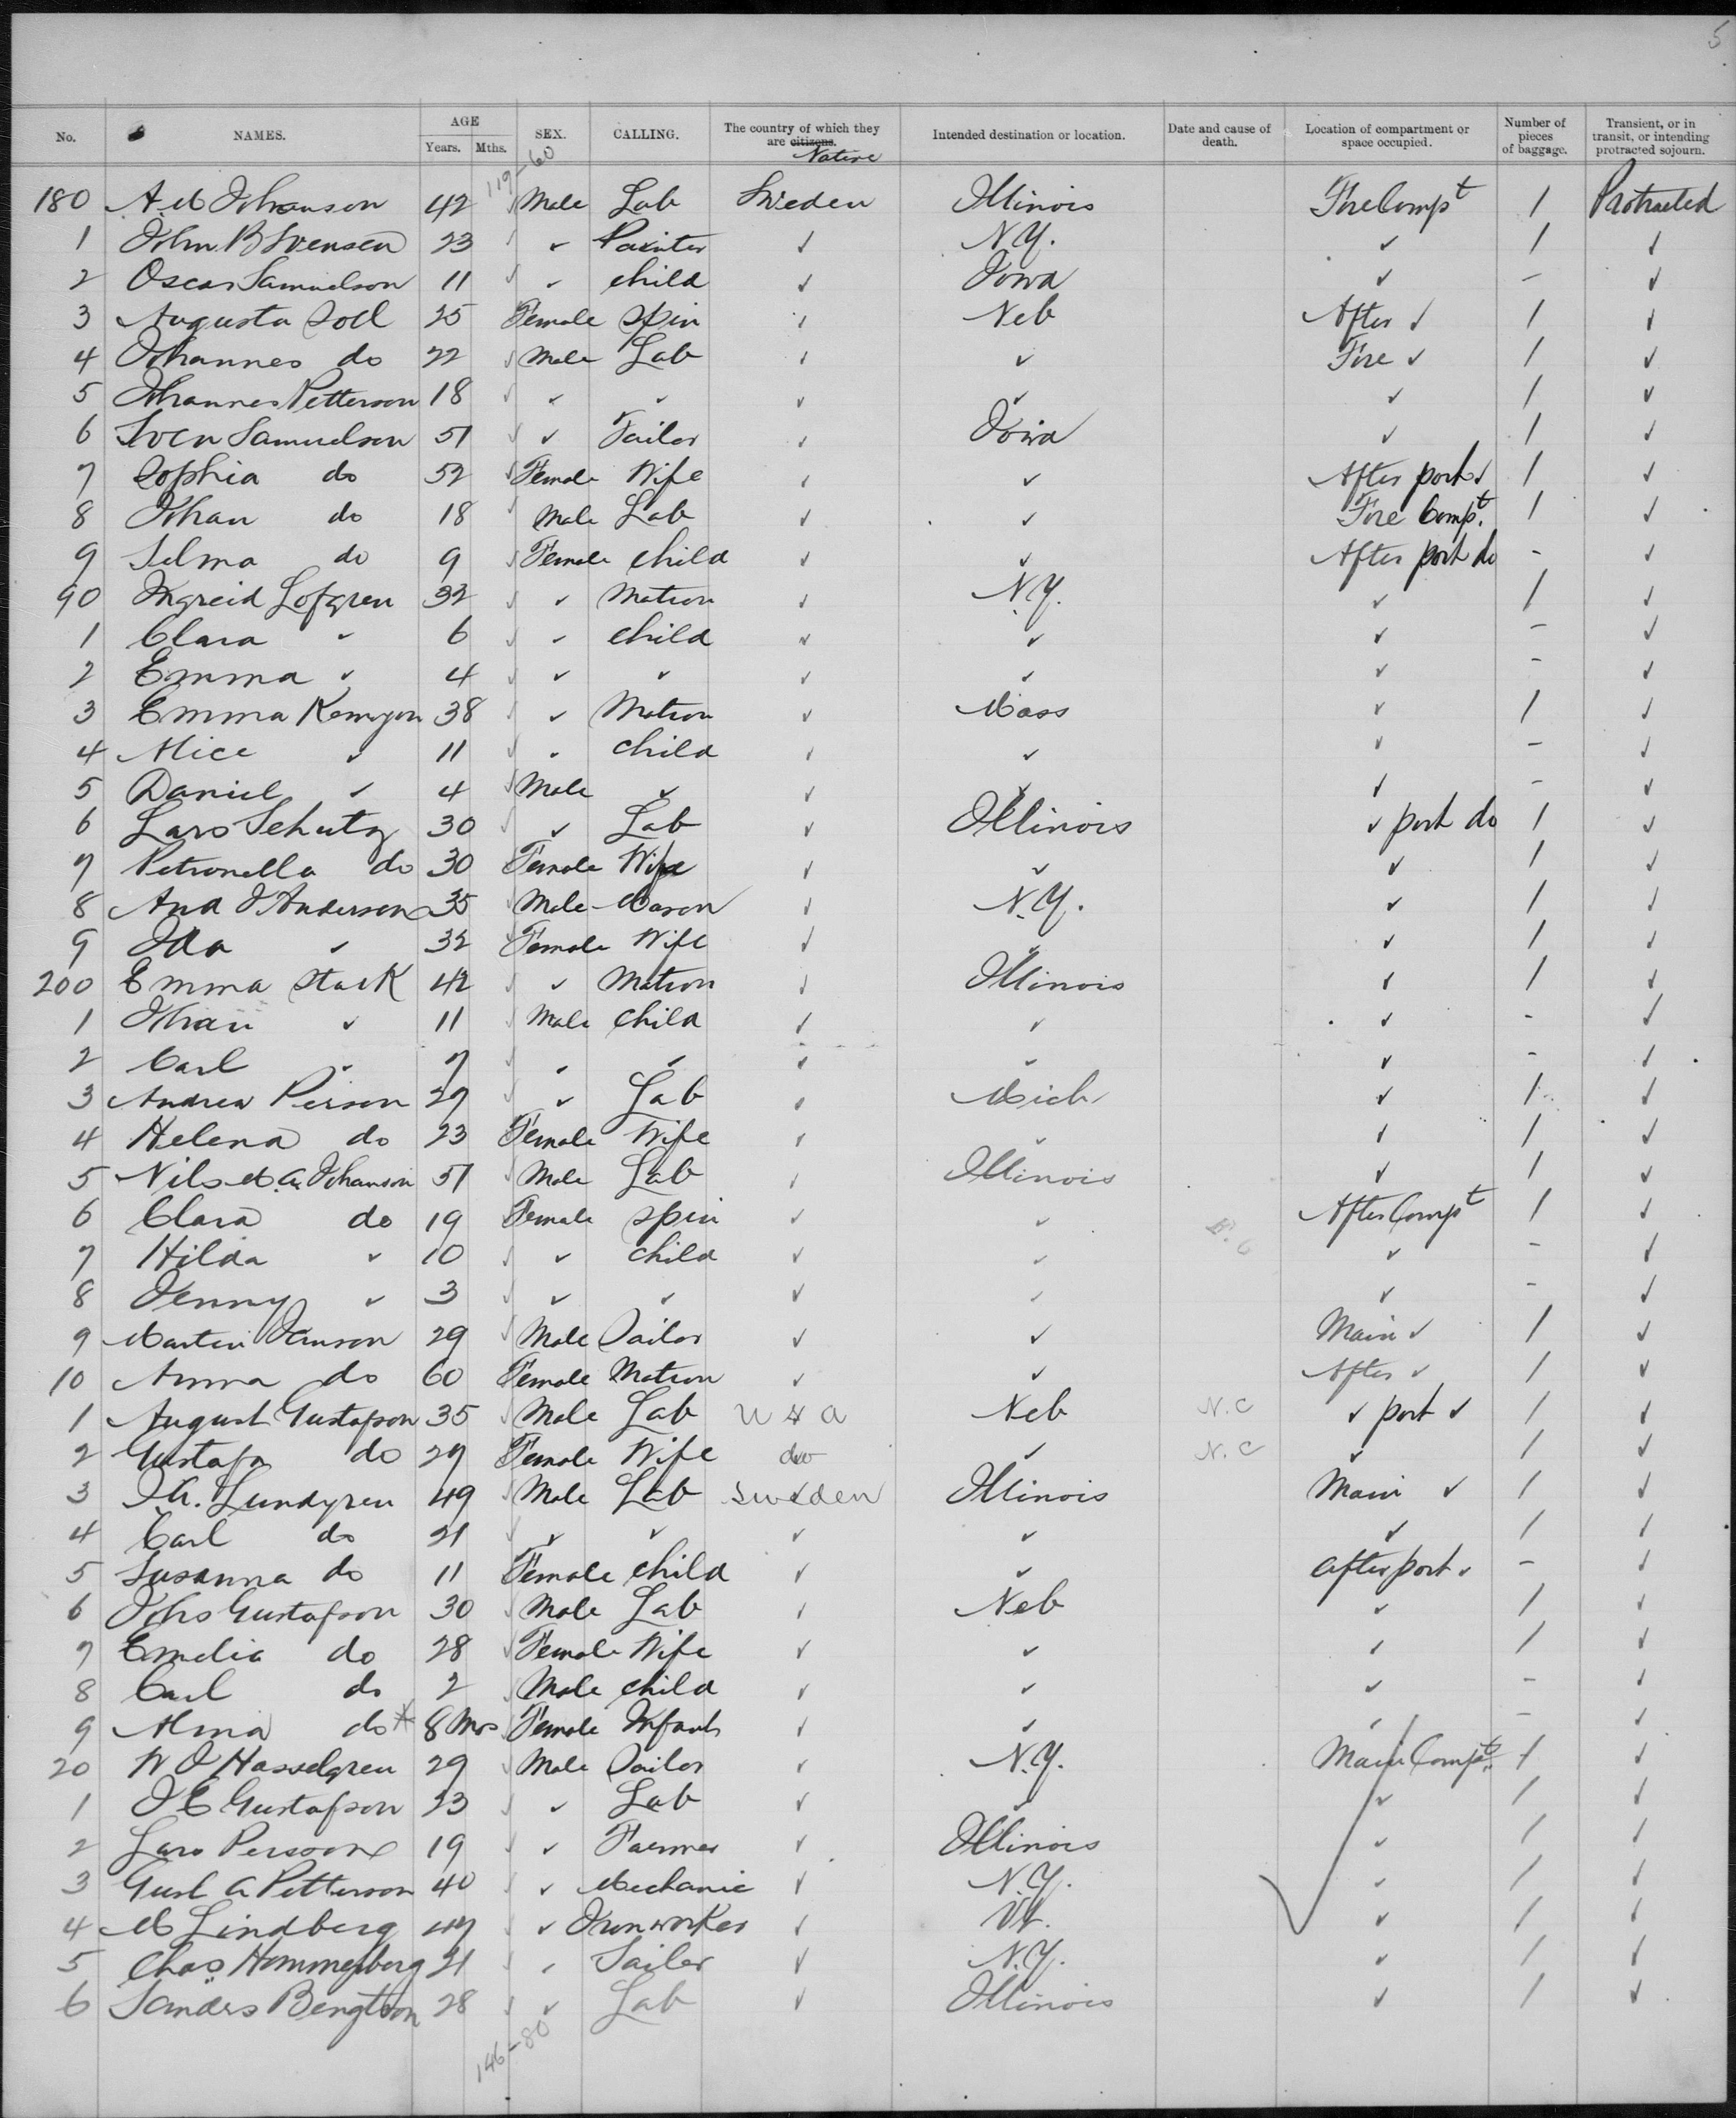 5
No. NAMES. AGE Years. Mths. SEX. CALLING. The country of which they are citizens. Native Intended destination or location. Date and cause of death. Location of compartment or space occupied. Number of pieces of baggage. Transient, or in transit, or intending protracted sojourn.
119-60
180 A M Johanson 42 ✓ Male Lab Sweden Illinois Fore Compt 1 Protracted
1 John B Svensen 23 ✓ ✓ Painter ✓ N.Y. ✓ 1 ✓
2 Oscar Samuelson 11 ✓ ✓ child ✓ Iowa ✓ - ✓
3 Augusta Doll 25 Female Spin ✓ Neb After ✓ 1 ✓
4 Johannes do 22 ✓ Male Lab ✓ ✓ Fore ✓ 1 ✓
5 Johannes Petterson 18 ✓ ✓ ✓ ✓ ✓ ✓ 1 ✓
6 Sven Samuelson 51 ✓ ✓ Tailor ✓ Iowa ✓ 1 ✓
7 Sophia do 52 ✓ Female Wife ✓ ✓ After port ✓ 1 ✓
8 Johan do 18 ✓ Male Lab ✓ ✓ Fore Compt. 1 ✓
9 Selma do 9 ✓ Female child ✓ ✓ After port do - ✓
90 Ingreid Lofgren 32 ✓ ✓ Matron ✓ N.Y. ✓ 1 ✓
1 Clara ✓ 6 ✓ ✓ child ✓ ✓ ✓ - ✓
2 Emma ✓ 4 ✓ ✓ ✓ ✓ ✓ ✓ - ✓
3 Emma 38 ✓ ✓ Matron ✓ Mass ✓ 1 ✓
4 Alice ✓ 11 ✓ ✓ child ✓ ✓ ✓ - ✓
5 Daniel ✓ 4 ✓ Male ✓ ✓ ✓ ✓ - ✓
6 Lars Schutz 30 ✓ ✓ Lab ✓ Illinois ✓ port do 1 ✓
7 Petronella do 30 Female Wife ✓ ✓ ✓ 1 ✓
8 And J Anderson 35 Male Mason ✓ N.Y. ✓ 1 ✓
9 Ida ✓ 32 Female Wife ✓ ✓ ✓ 1 ✓
200 Emma Stark 42 ✓ ✓ Matron ✓ Illinois ✓ 1 ✓
1 Johan ✓ 11 ✓ Male child ✓ ✓ ✓ - ✓
2 Carl ✓ 7 ✓ ✓ ✓ ✓ ✓ ✓ - ✓
3 Andrew Pierson 27 ✓ ✓ Lab ✓ Mich ✓ 1 ✓
4 Helena do 23 Female Wife ✓ ✓ ✓ 1 ✓
5 Nils M. A. Johanson 51 ✓ Male Lab ✓ Illinois ✓ 1 ✓
6 Clara do 19 Female spin ✓ ✓ After Compt 1 ✓
7 Hilda ✓ 10 ✓ ✓ child ✓ ✓ ✓ - ✓
8 Jenny ✓ 3 ✓ ✓ ✓ ✓ ✓ ✓ - ✓
9 Martin Janson 29 ✓ Male Sailor ✓ ✓ Main ✓ 1 ✓
10 Anna do 60 Female Matron ✓ ✓ After ✓ 1 ✓
1 August Gustafson 35 ✓ Male Lab U S A Neb N.C ✓ port ✓ 1 ✓
2 Gustafa do 27 Female Wife do ✓ N.C ✓ 1 ✓
3 J.A. Lundgren 49 ✓ Male Lab Sweden Illinois Main ✓ 1 ✓
4 Carl do 21 ✓ ✓ ✓ ✓ ✓ ✓ 1 ✓
5 Susanna do 11 Female child ✓ ✓ after port ✓ - ✓
6 Johs Gustafson 30 ✓ Male Lab ✓ Neb ✓ 1 ✓
7 Emelia do 28 ✓ Female Wife ✓ ✓ ✓ 1 ✓
8 Carl do 2 ✓ Male child ✓ ✓ ✓ - ✓
9 Alma do * 8 Mos Female Infant ✓ ✓ ✓ - ✓
20 W J Hasselgren 29 ✓ Male Sailor ✓ N.Y. Main Compt. 1 ✓
1 J E Gustafson 23 ✓ ✓ Lab ✓ ✓ ✓ 1 ✓
2 Lars Persson 19 ✓ ✓ Farmer ✓ Illinois ✓ 1 ✓
3 Gust A Petterson 40 ✓ ✓ Mechanic ✓ N.Y. ✓ 1 ✓
4 M Lindberg 47 ✓ ✓ Ironworker ✓ Vt. ✓ 1 ✓
5 Chas Hammerberg 21 ✓ Sailor ✓ N.Y. ✓ 1 ✓
6 Sanders Bengtson 28 ✓ ✓ Lab ✓ Illinois ✓ 1 ✓
146-80